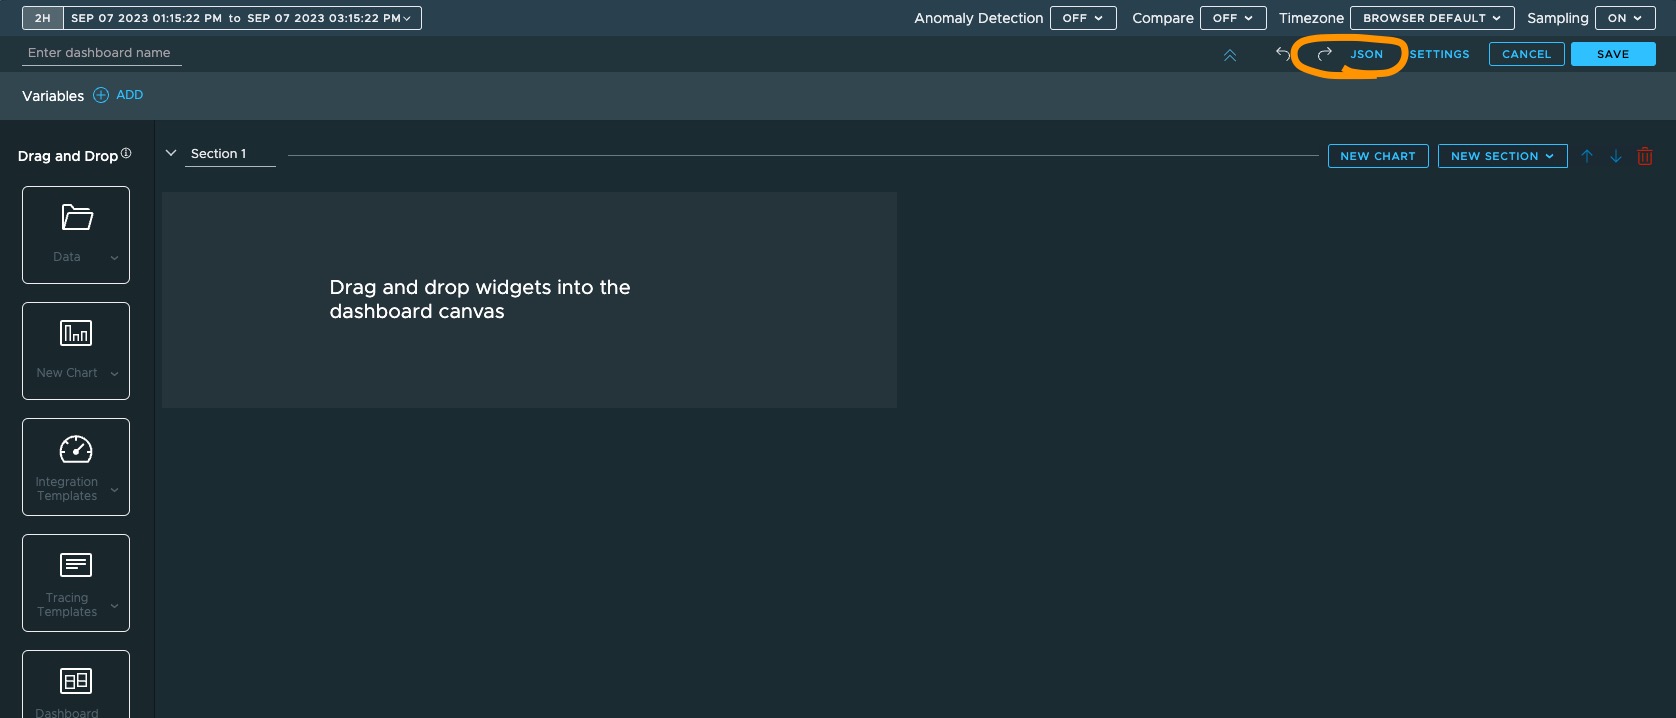 2H SEP 07 2023 01:15:22 PM to SEP 07 2023 03:15:22 PM Anomaly Detection OFF Compare OFF Timezone BROWSER DEFAULT Sampling ON
Enter dashboard name JSON SETTINGS CANCEL SAVE
Variables ADD
Drag and Drop
Section 1 NEW CHART NEW SECTION
Data
Drag and drop widgets into the
dashboard canvas
New Chart
Integration
Templates
Tracing
Templates
Dashboard